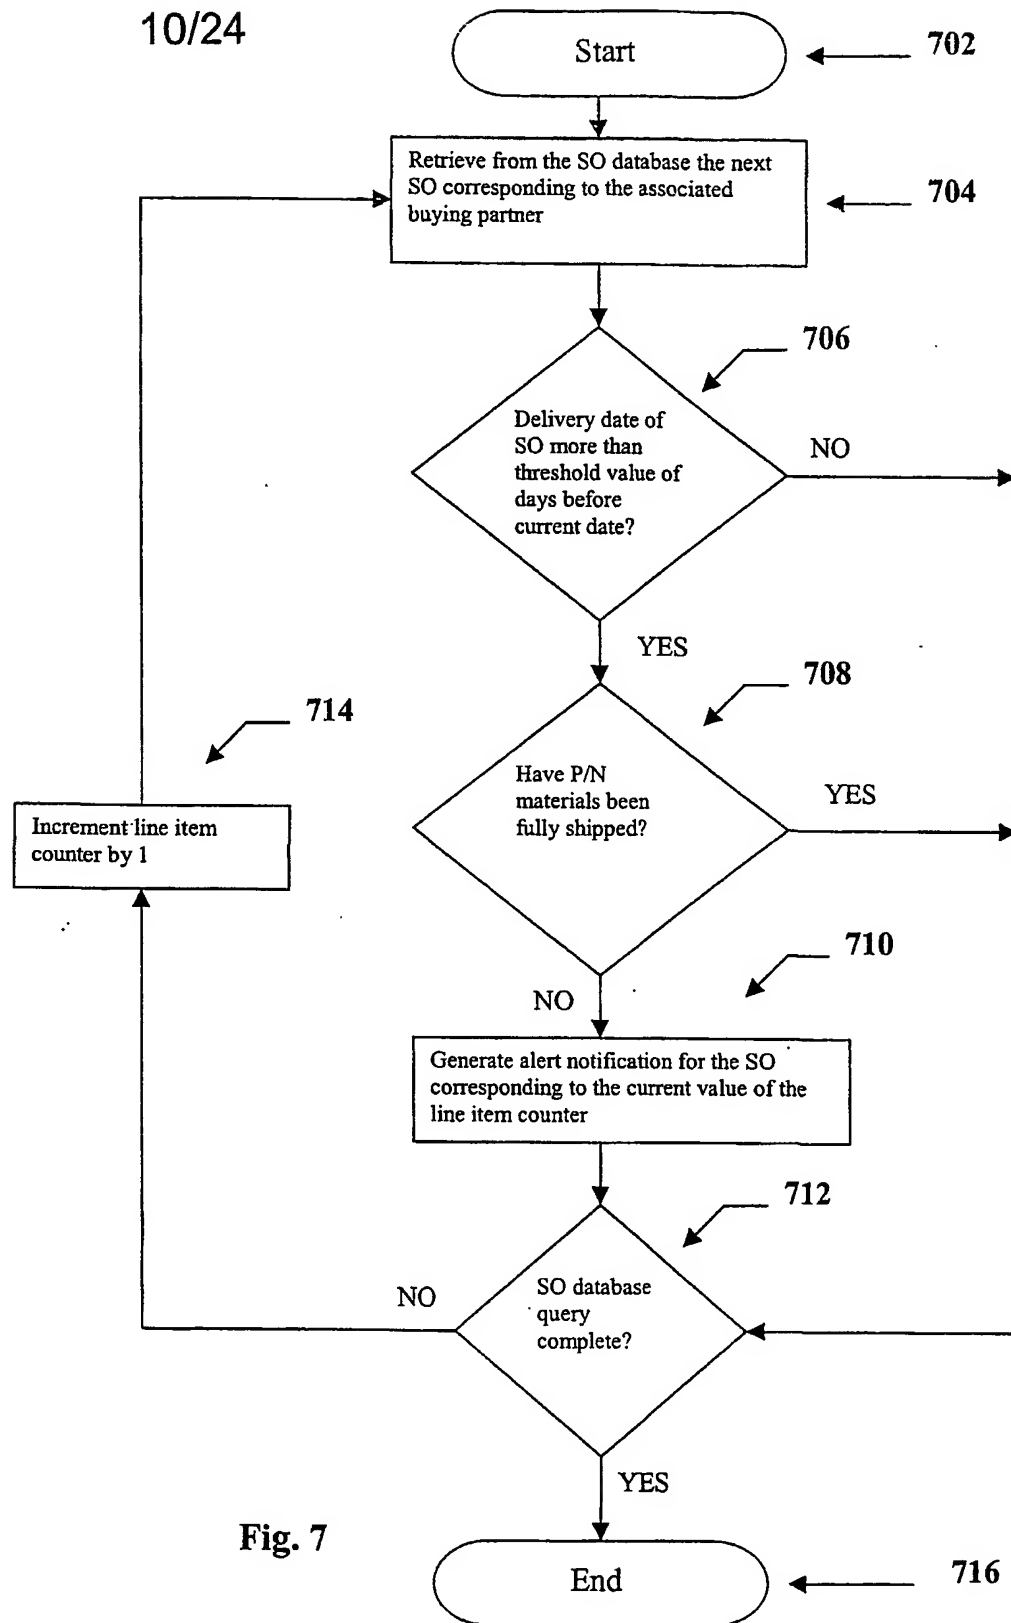 10/24
Start
702
Retrieve from the SO database the next
SO corresponding to the associated
buying partner
704
706
Delivery date of
SO more than
threshold value of
days before
current date?
NO
YES
708
714
Have P/N
materials been
fully shipped?
YES
Increment line item
counter by 1
710
NO
Generate alert notification for the SO
corresponding to the current value of the
line item counter
712
NO
SO database
query
complete?
YES
Fig. 7
End
716